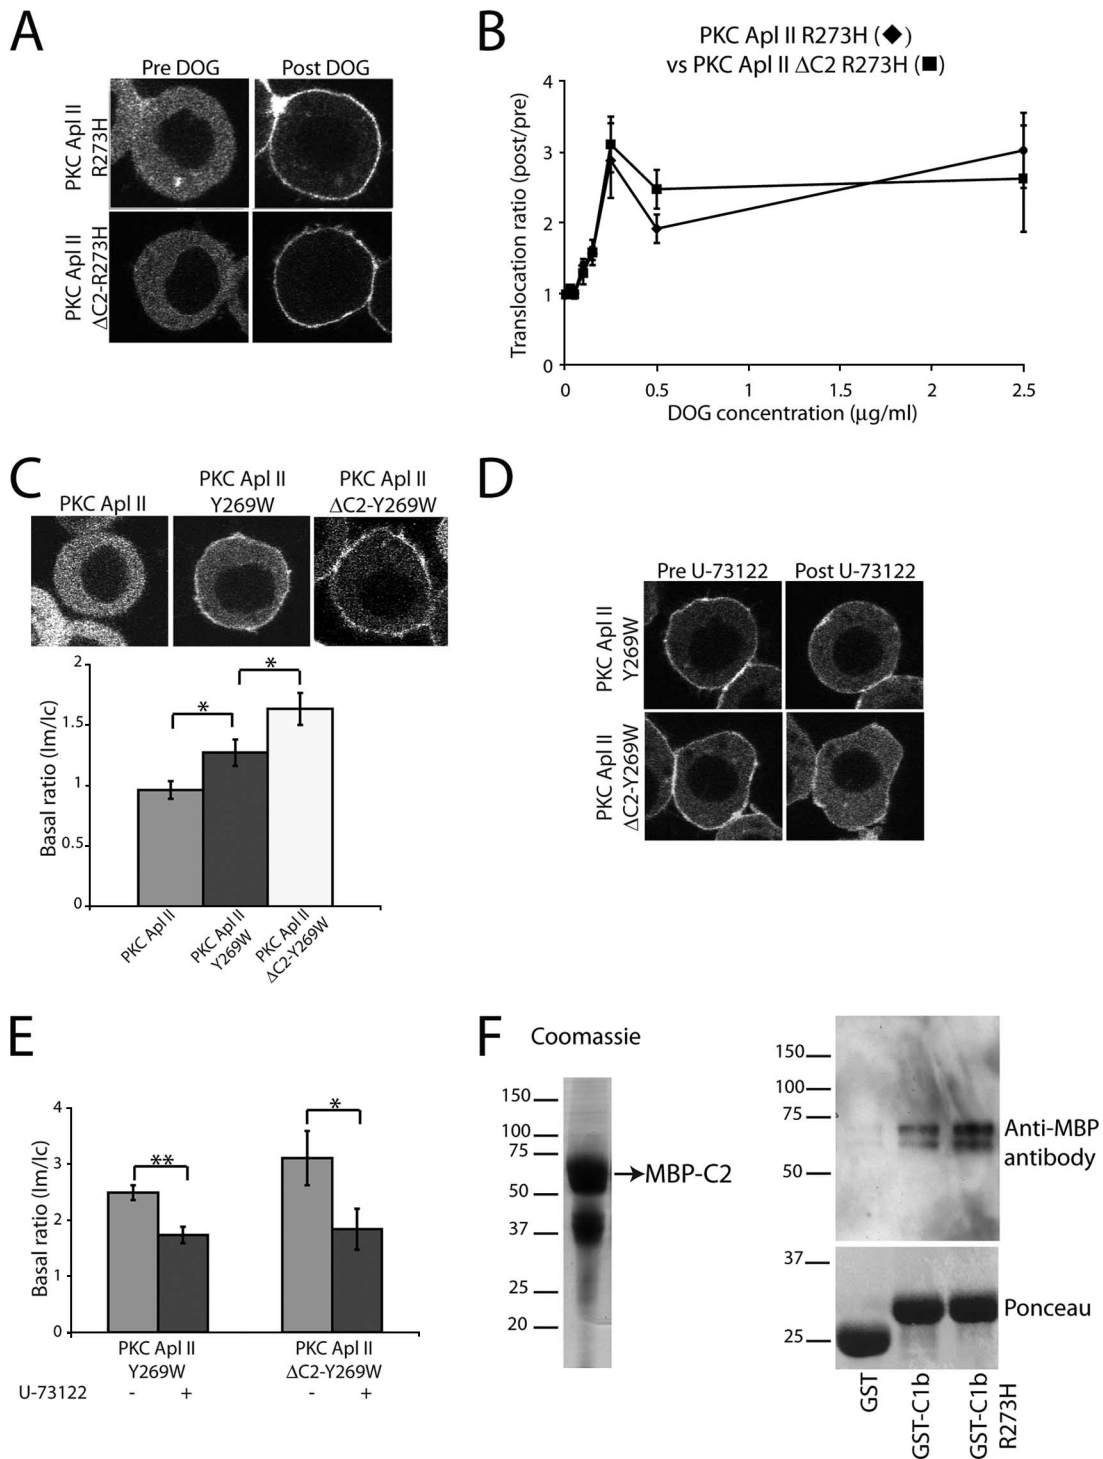 A
Pre DOG
Post DOG
PKC Apl II
R273H
PKC Apl II
ΔC2-R273H
B
PKC Apl II R273H (◆)
vs PKC Apl II ΔC2 R273H (■)
Translocation ratio (post/pre)
4
3
2
1
0
0
0.5
1
1.5
2
2.5
DOG concentration (μg/ml)
C
PKC Apl II
PKC Apl II
Y269W
PKC Apl II
ΔC2-Y269W
Basal ratio (Im/Ic)
2
1.5
1
0.5
0
*
*
PKC Apl II
PKC Apl II
Y269W
PKC Apl II
ΔC2-Y269W
D
Pre U-73122
Post U-73122
PKC Apl II
Y269W
PKC Apl II
ΔC2-Y269W
E
Basal ratio (Im/Ic)
4
3
2
1
0
**
*
PKC Apl II
Y269W
PKC Apl II
ΔC2-Y269W
U-73122
-
+
-
+
F
Coomassie
150
100
75
50
37
25
20
MBP-C2
150
100
75
50
Anti-MBP
antibody
37
25
Ponceau
GST
GST-C1b
GST-C1b
R273H